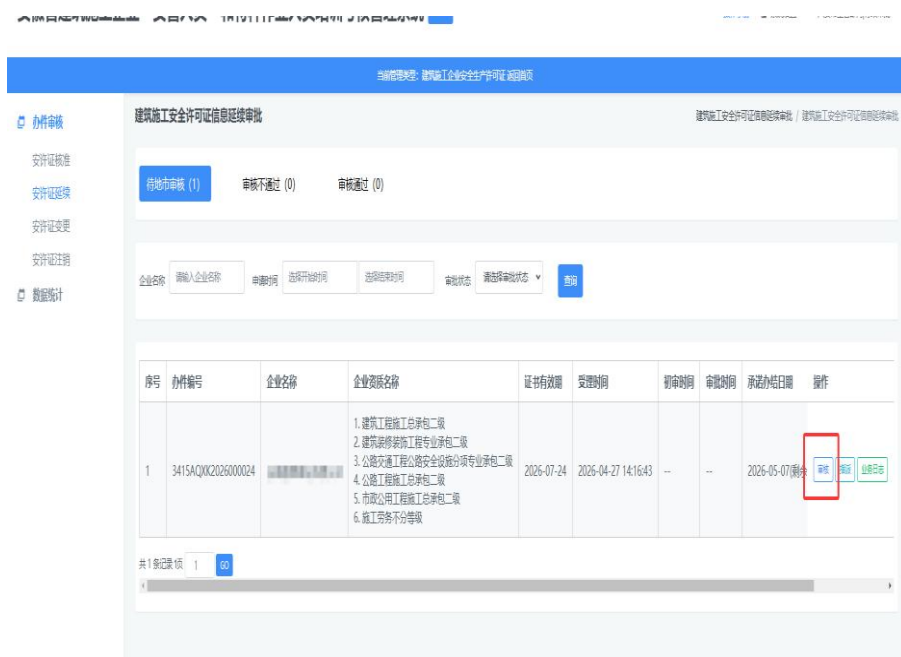 当前管理类型：建筑施工企业安全生产许可证 返回首页
办件审核
安许证核准
安许证延续
安许证变更
安许证注销
数据统计
建筑施工安全许可证信息延续审批
建筑施工安全许可证信息延续审批 / 建筑施工安全许可证信息延续审批
待地市审核 (1) 审核不通过 (0) 审核通过 (0)
企业名称 请输入企业名称 申请时间 选择开始时间 选择结束时间 审批状态 请选择审批状态 查询
序号 办件编号 企业名称 企业资质名称 证书有效期 受理时间 初审时间 审批时间 承诺办结日期 操作
1. 建筑工程施工总承包二级
2. 建筑装修装饰工程专业承包二级
3. 公路交通工程公路安全设施分项专业承包二级
1 3415AQXK2026000024 2026-07-24 2026-04-27 14:16:43 -- -- 2026-05-07(剩余 审核 业务日志
4. 公路工程施工总承包二级
5. 市政公用工程施工总承包二级
6. 施工劳务不分等级
共 1 条记录 1页 1 GO